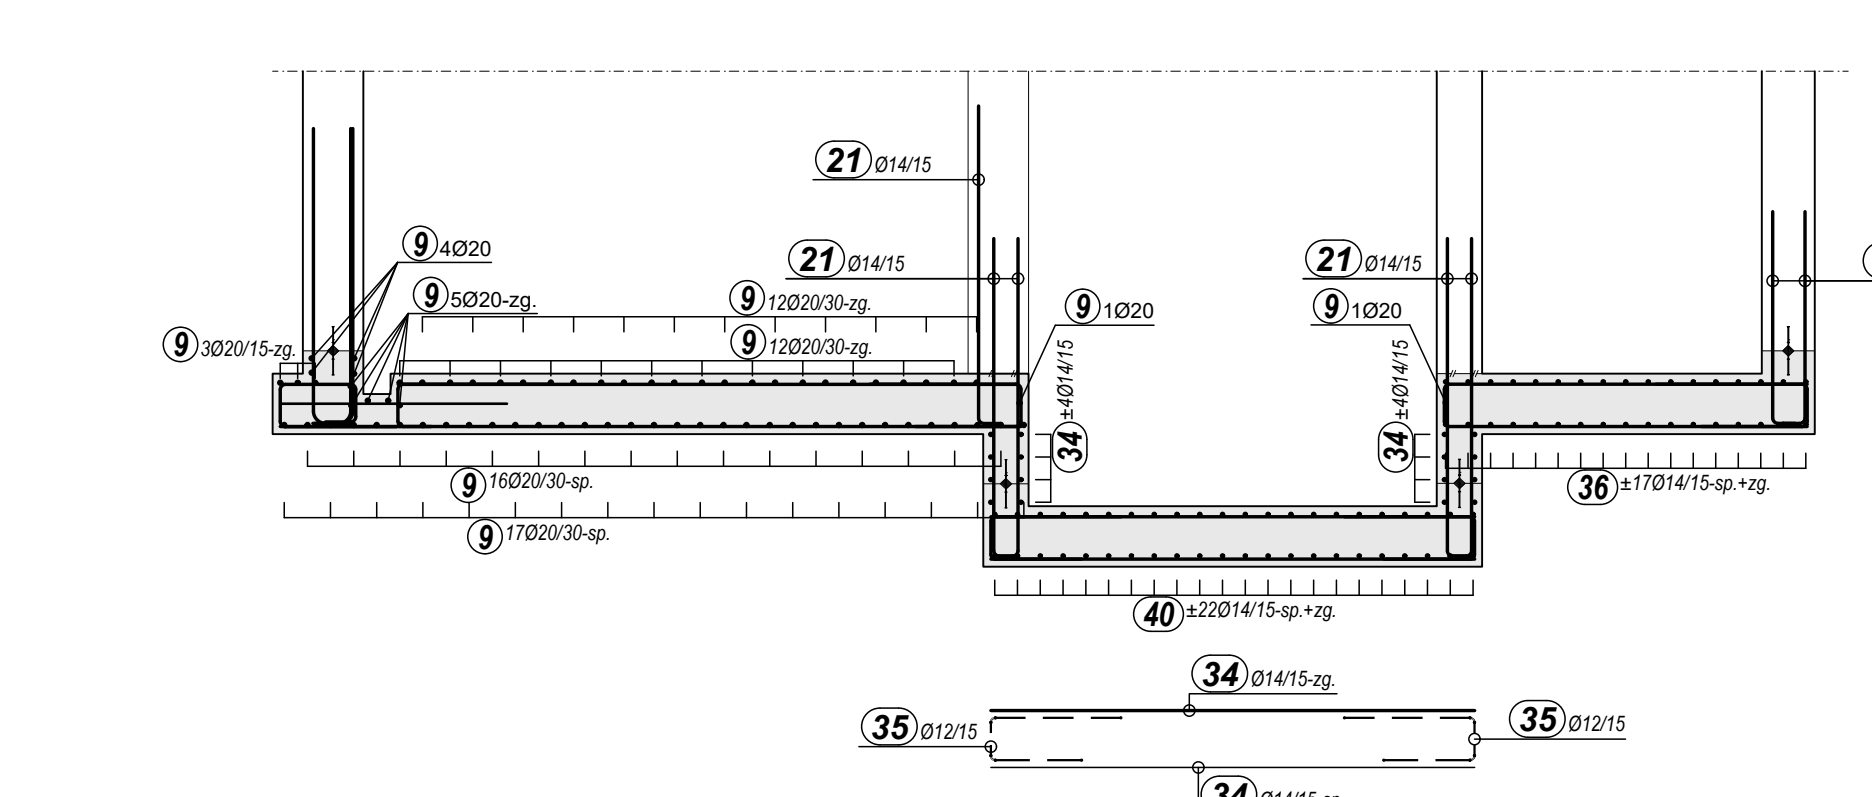 21 Ø14/15
9 4Ø20
21 Ø14/15
21 Ø14/15
9 5Ø20-zg.
9 12Ø20/30-zg.
9 1Ø20
9 1Ø20
9 3Ø20/15-zg.
9 12Ø20/30-zg.
34 ±4Ø14/15
34 ±4Ø14/15
9 16Ø20/30-sp.
36 ±17Ø14/15-sp.+zg.
9 17Ø20/30-sp.
40 ±22Ø14/15-sp.+zg.
34 Ø14/15-zg.
35 Ø12/15
35 Ø12/15
34 Ø14/15-sp.